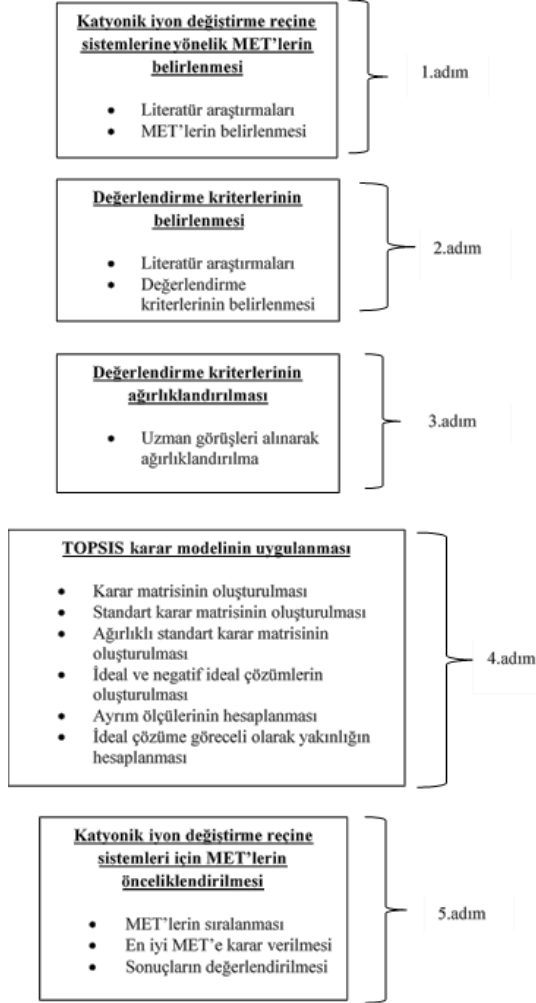 Katyonik iyon değiştirme reçine
sistemlerine yönelik MET'lerin
belirlenmesi
• Literatür araştırmaları
• MET'lerin belirlenmesi
1.adım
Değerlendirme kriterlerinin
belirlenmesi
• Literatür araştırmaları
• Değerlendirme
kriterlerinin belirlenmesi
2.adım
Değerlendirme kriterlerinin
ağırlıklandırılması
• Uzman görüşleri alınarak
ağırlıklandırılma
3.adım
TOPSIS karar modelinin uygulanması
• Karar matrisinin oluşturulması
• Standart karar matrisinin oluşturulması
• Ağırlıklı standart karar matrisinin
oluşturulması
• İdeal ve negatif ideal çözümlerin
oluşturulması
• Ayrım ölçülerinin hesaplanması
• İdeal çözüme göreceli olarak yakınlığın
hesaplanması
4.adım
Katyonik iyon değiştirme reçine
sistemleri için MET'lerin
önceliklendirilmesi
• MET'lerin sıralanması
• En iyi MET'e karar verilmesi
• Sonuçların değerlendirilmesi
5.adım